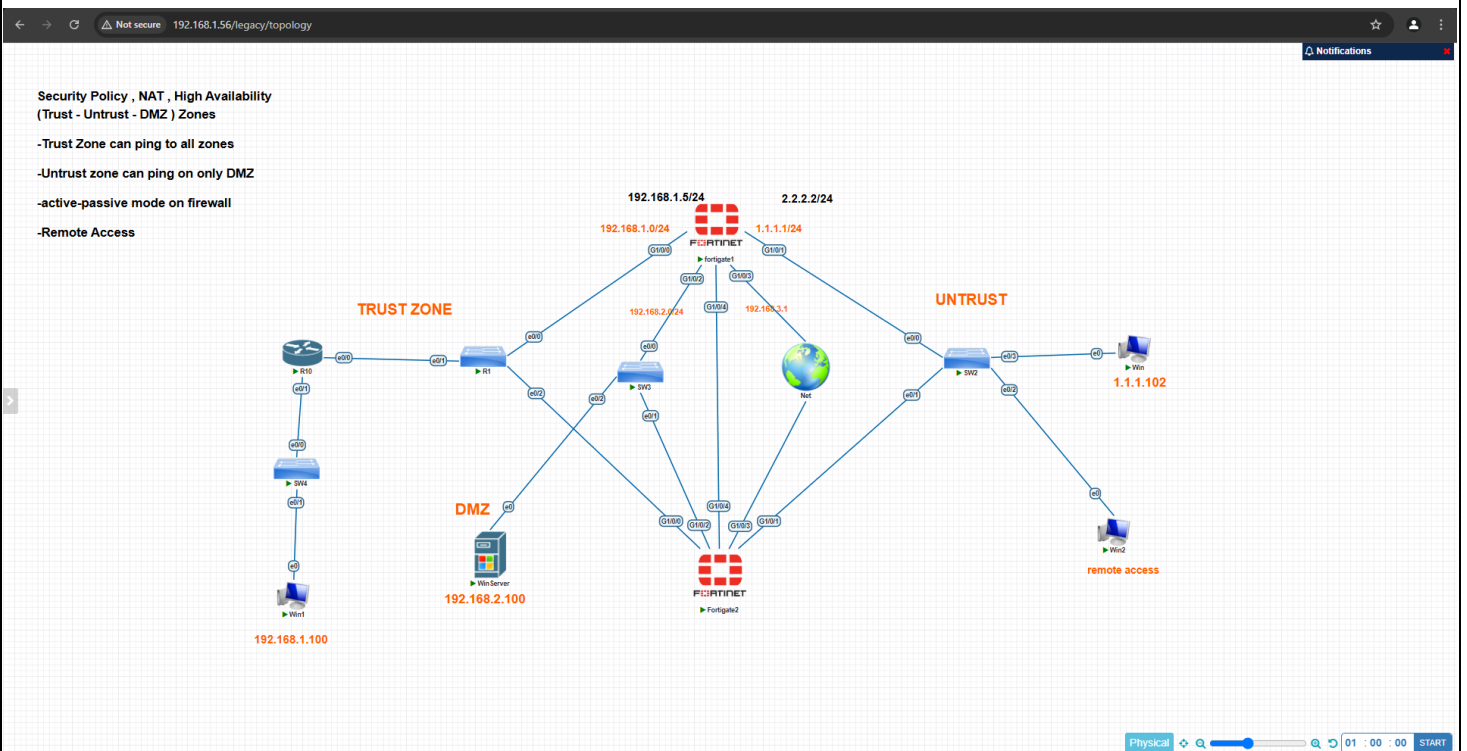 Not secure 192.168.1.56/legacy/topology
Notifications
Security Policy , NAT , High Availability
(Trust - Untrust - DMZ ) Zones
-Trust Zone can ping to all zones
-Untrust zone can ping on only DMZ
-active-passive mode on firewall
-Remote Access
192.168.1.5/24
2.2.2.2/24
192.168.1.0/24
1.1.1.1/24
FORTINET
G1/0/0
G1/0/1
fortigate1
G1/0/2
G1/0/3
TRUST ZONE
UNTRUST
192.168.2.0/24
G1/0/4
192.168.3.1
e0/0
e0/0
e0/0
e0/0
e0/1
e0/3
e0
R10
R1
SW3
Net
SW2
Win
1.1.1.102
e0/1
e0/2
e0/2
e0/1
e0/1
e0/2
e0/0
SW4
e0/1
e0
DMZ
e0
G1/0/4
G1/0/0
G1/0/2
G1/0/3
G1/0/1
Win2
remote access
e0
WinServer
192.168.2.100
FORTINET
Fortigate2
Win1
192.168.1.100
Physical
01 : 00 : 00
START